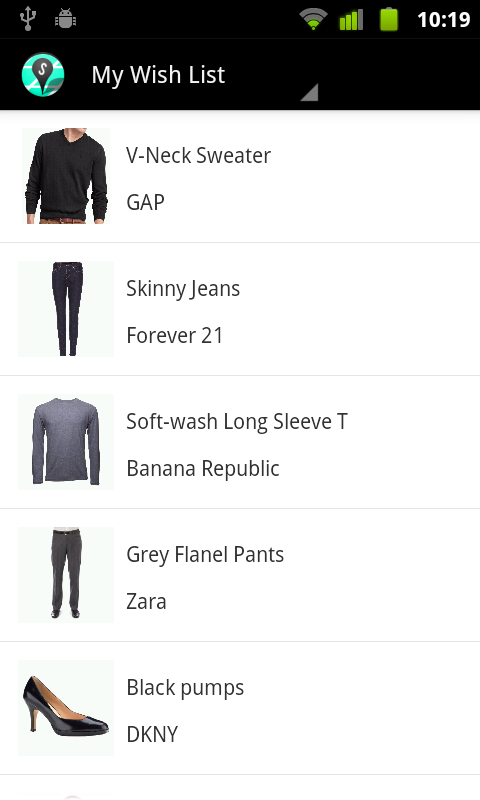 10:19
S
My Wish List
V-Neck Sweater
GAP
Skinny Jeans
Forever 21
Soft-wash Long Sleeve T
Banana Republic
Grey Flanel Pants
Zara
Black pumps
DKNY